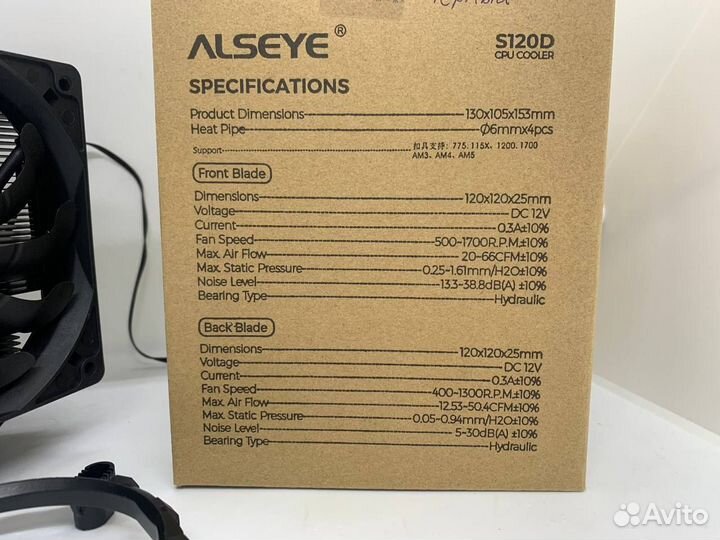 ALSEYE®
S120D
CPU COOLER
SPECIFICATIONS
Product Dimensions 130x105x153mm
Heat Pipe Ø6mmx4pcs
Support 扣具支持: 775. 115X, 1200. 1700
AM3、AM4、AM5
Front Blade
Dimensions 120x120x25mm
Voltage DC 12V
Current 0.3A±10%
Fan Speed 500~1700R.P.M±10%
Max. Air Flow 20~66CFM±10%
Max. Static Pressure 0.25~1.61mm/H2O±10%
Noise Level 13.3~38.8dB(A) ±10%
Bearing Type Hydraulic
Back Blade
Dimensions 120x120x25mm
Voltage DC 12V
Current 0.3A±10%
Fan Speed 400~1300R.P.M±10%
Max. Air Flow 12.53~50.4CFM±10%
Max. Static Pressure 0.05~0.94mm/H2O±10%
Noise Level 5~30dB(A) ±10%
Bearing Type Hydraulic
Avito